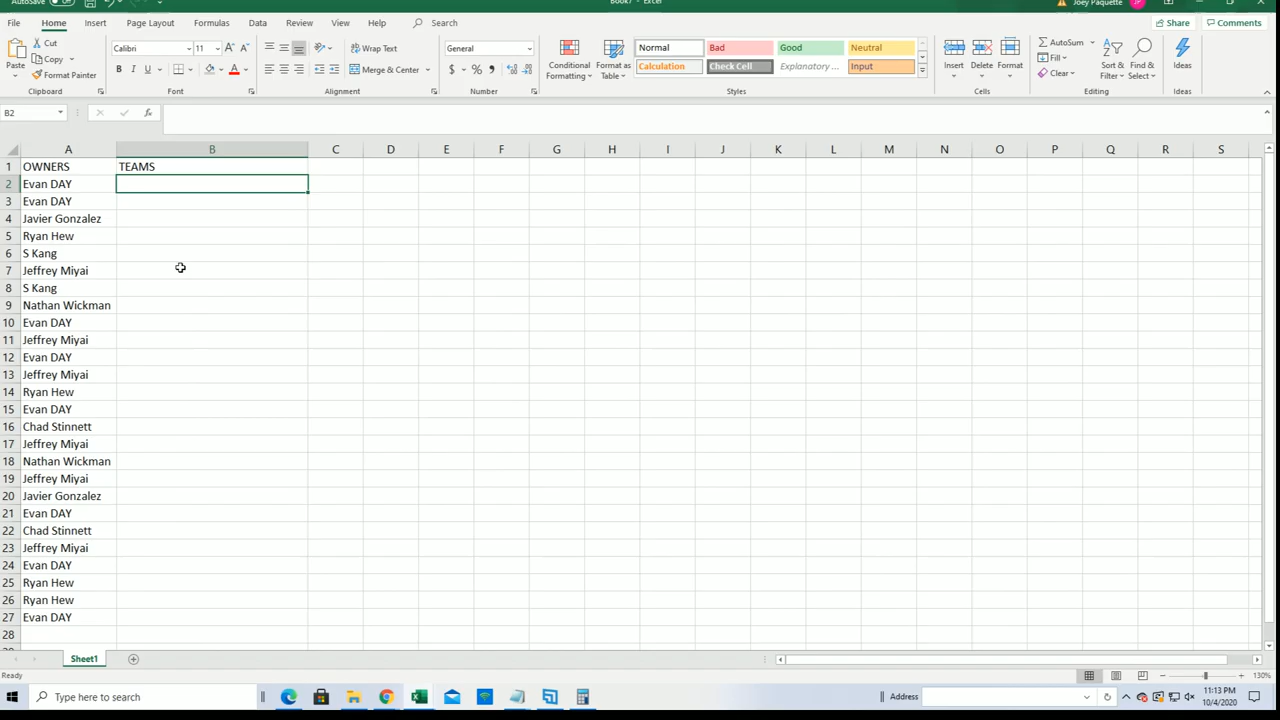 AutoSave Off Book7 - Excel Joey Paquette JP
File Home Insert Page Layout Formulas Data Review View Help Search Share Comments
Paste Cut Copy Format Painter Clipboard
Calibri 11 B I U A Font
Wrap Text Merge & Center Alignment
General $ % Number
Conditional Formatting Format as Table Normal Bad Good Neutral Calculation Check Cell Explanatory ... Input Styles
Insert Delete Format Cells
AutoSum Fill Clear Sort & Filter Find & Select Editing
Ideas Ideas
B2 fx
A B C D E F G H I J K L M N O P Q R S
1 OWNERS TEAMS
2 Evan DAY
3 Evan DAY
4 Javier Gonzalez
5 Ryan Hew
6 S Kang
7 Jeffrey Miyai
8 S Kang
9 Nathan Wickman
10 Evan DAY
11 Jeffrey Miyai
12 Evan DAY
13 Jeffrey Miyai
14 Ryan Hew
15 Evan DAY
16 Chad Stinnett
17 Jeffrey Miyai
18 Nathan Wickman
19 Jeffrey Miyai
20 Javier Gonzalez
21 Evan DAY
22 Chad Stinnett
23 Jeffrey Miyai
24 Evan DAY
25 Ryan Hew
26 Ryan Hew
27 Evan DAY
28
Sheet1
Ready 130%
Type here to search Address 11:13 PM
10/4/2020